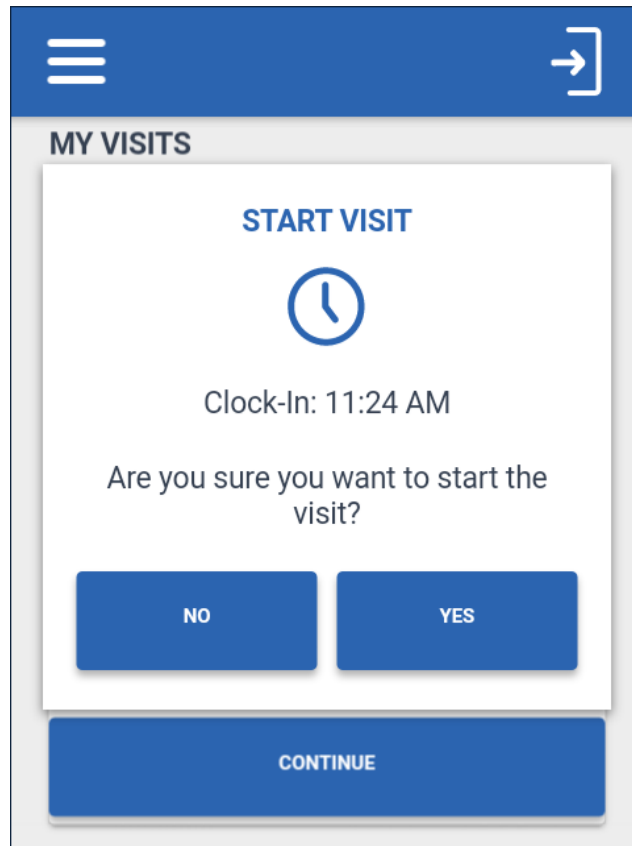 MY VISITS
START VISIT
Clock-In: 11:24 AM
Are you sure you want to start the
visit?
NO
YES
CONTINUE